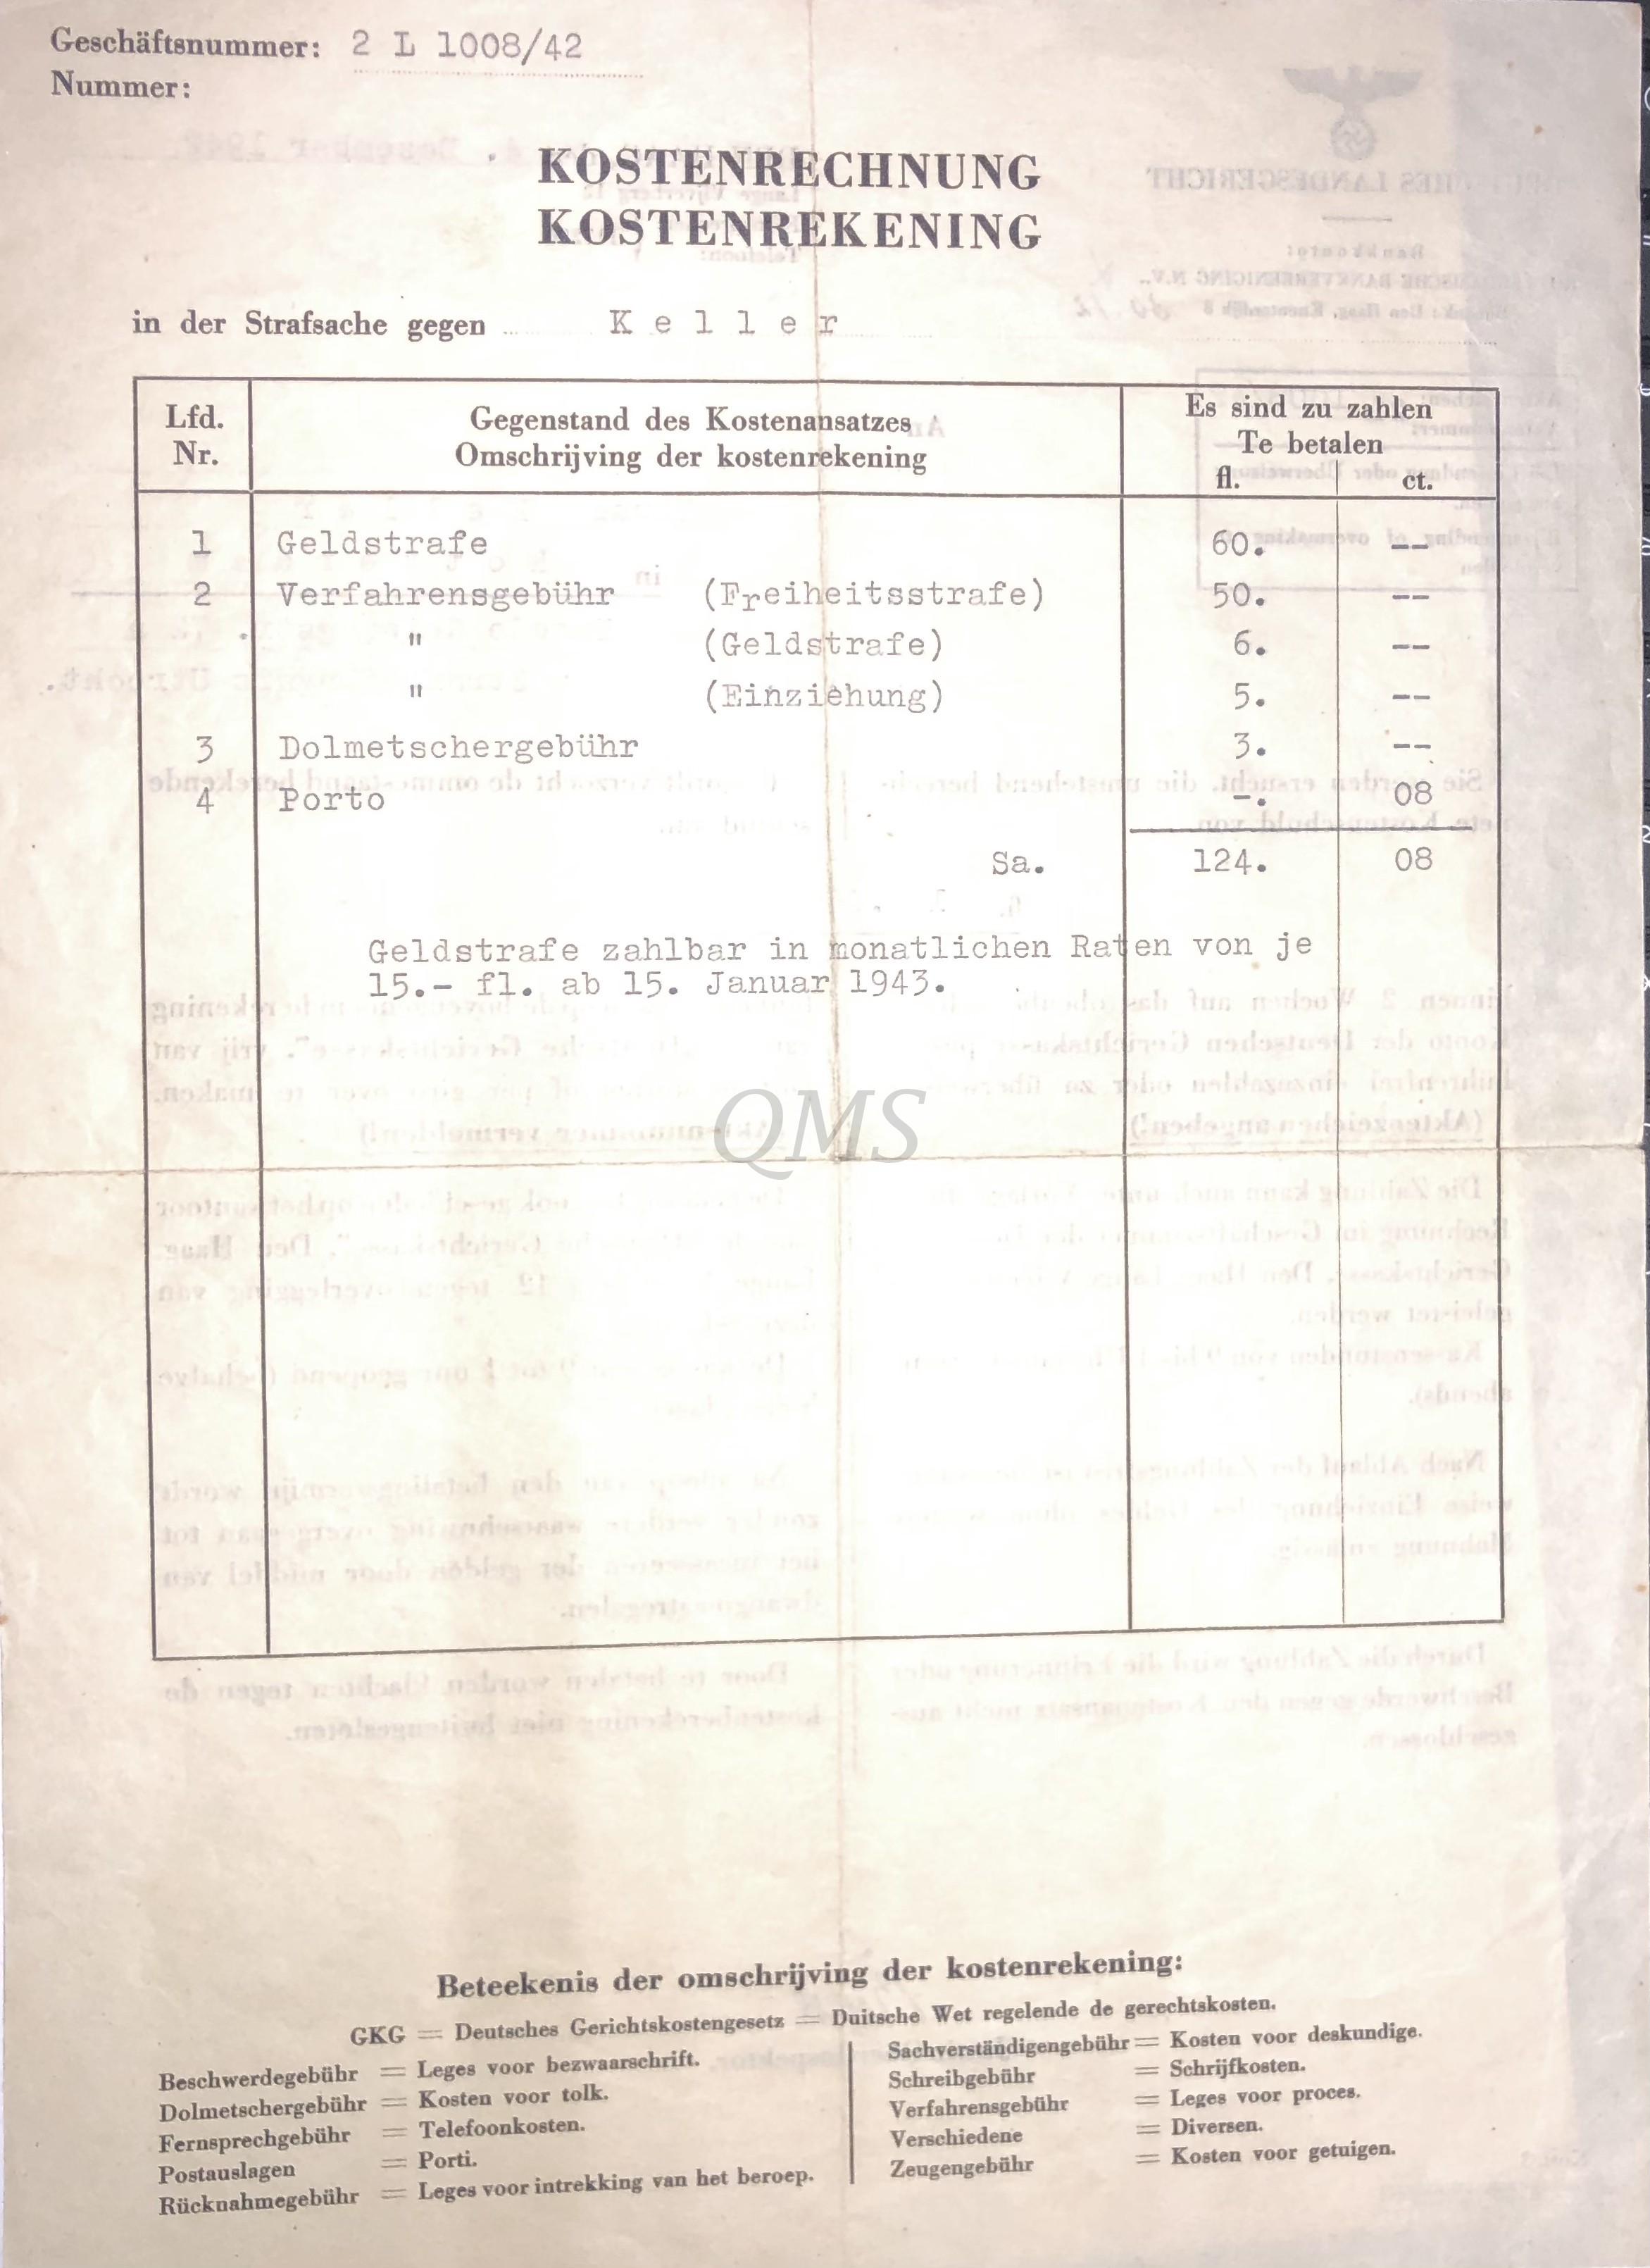 Geschäftsnummer: 2 L 1008/42
Nummer:
KOSTENRECHNUNG
KOSTENREKENING
in der Strafsache gegen Keller
Lfd. Nr.
Gegenstand des Kostenansatzes
Omschrijving der kostenrekening
Es sind zu zahlen
Te betalen
fl. ct.
1 Geldstrafe 60. --
2 Verfahrensgebühr (Freiheitsstrafe) 50. --
" (Geldstrafe) 6. --
" (Einziehung) 5. --
3 Dolmetschergebühr 3. --
4 Porto -. 08
Sa. 124. 08
Geldstrafe zahlbar in monatlichen Raten von je
15.- fl. ab 15. Januar 1943.
QMS
Beteekenis der omschrijving der kostenrekening:
GKG = Deutsches Gerichtskostengesetz = Duitsche Wet regelende de gerechtskosten.
Beschwerdegebühr = Leges voor bezwaarschrift.
Dolmetschergebühr = Kosten voor tolk.
Fernsprechgebühr = Telefoonkosten.
Postauslagen = Porti.
Rücknahmegebühr = Leges voor intrekking van het beroep.
Sachverständigengebühr = Kosten voor deskundige.
Schreibgebühr = Schrijfkosten.
Verfahrensgebühr = Leges voor proces.
Verschiedene = Diversen.
Zeugengebühr = Kosten voor getuigen.